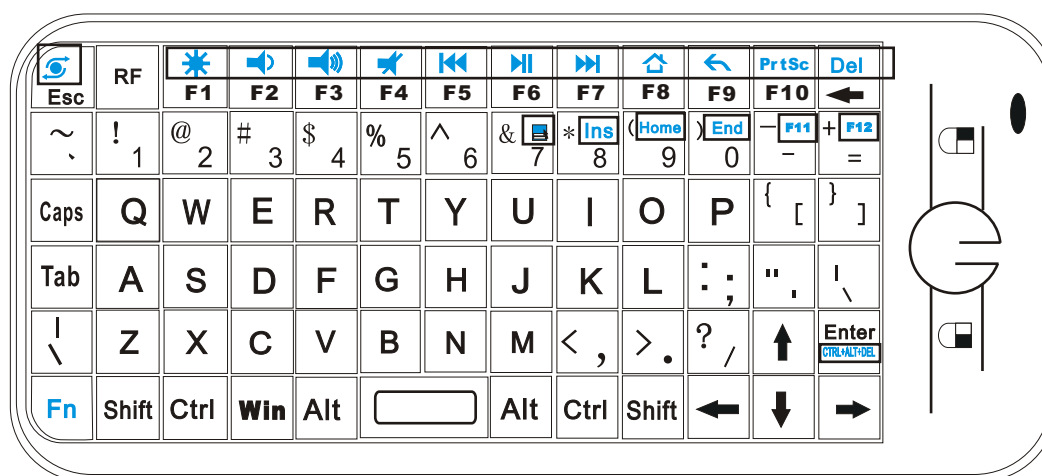 PrtSc Del
Esc RF F1 F2 F3 F4 F5 F6 F7 F8 F9 F10
~ ! @ # $ % ^ & * Ins ( Home ) End — F11 + F12
` 1 2 3 4 5 6 7 8 9 0 - =
Caps Q W E R T Y U I O P { [ } ]
Tab A S D F G H J K L : ; " ' | \
| \ Z X C V B N M < , > . ? / Enter
CTRL+ALT+DEL
Fn Shift Ctrl Win Alt Alt Ctrl Shift